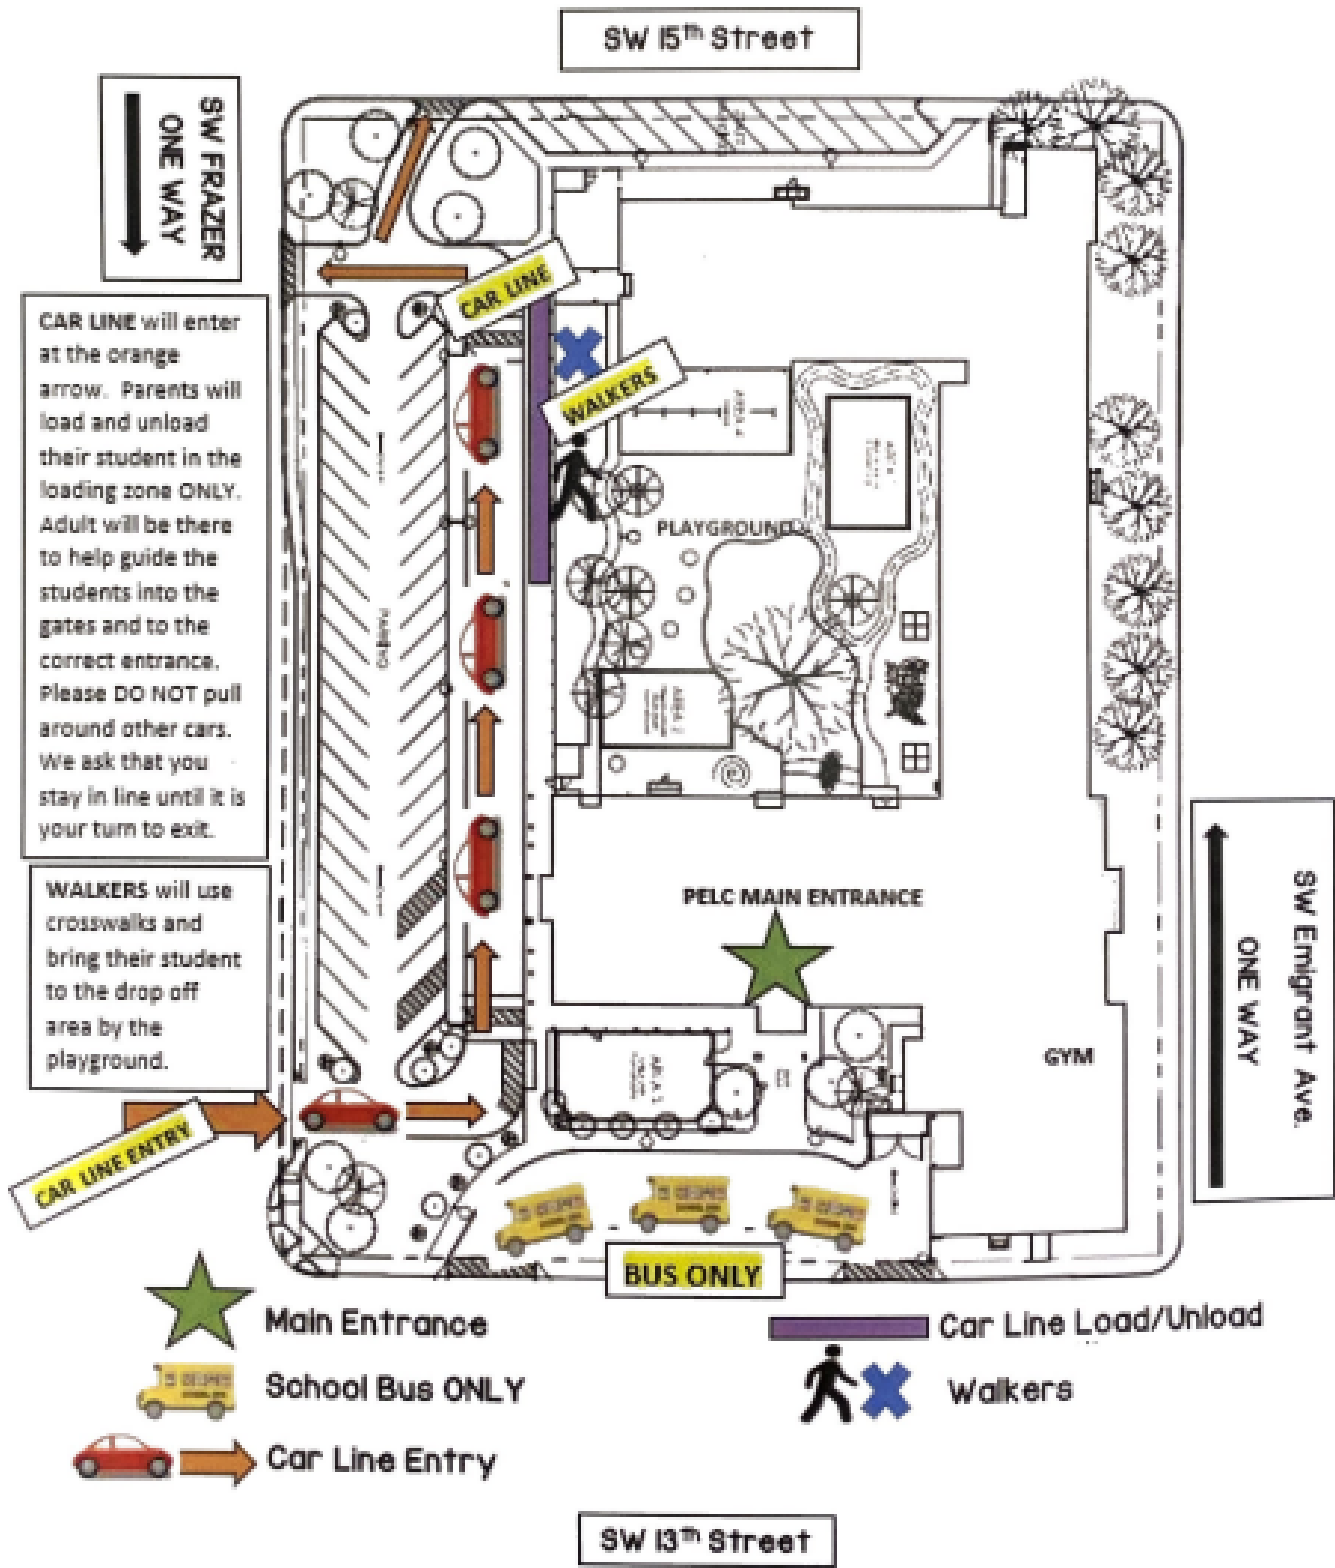 SW 15th Street
SW FRAZER
ONE WAY
CAR LINE will enter
at the orange
arrow. Parents will
load and unload
their student in the
loading zone ONLY.
Adult will be there
to help guide the
students into the
gates and to the
correct entrance.
Please DO NOT pull
around other cars.
We ask that you
stay in line until it is
your turn to exit.
WALKERS will use
crosswalks and
bring their student
to the drop off
area by the
playground.
CAR LINE
WALKERS
PLAYGROUND
PARKING
PELC MAIN ENTRANCE
GYM
SW Emigrant Ave.
ONE WAY
CAR LINE ENTRY
BUS ONLY
Main Entrance
School Bus ONLY
Car Line Entry
Car Line Load/Unload
Walkers
SW 13th Street